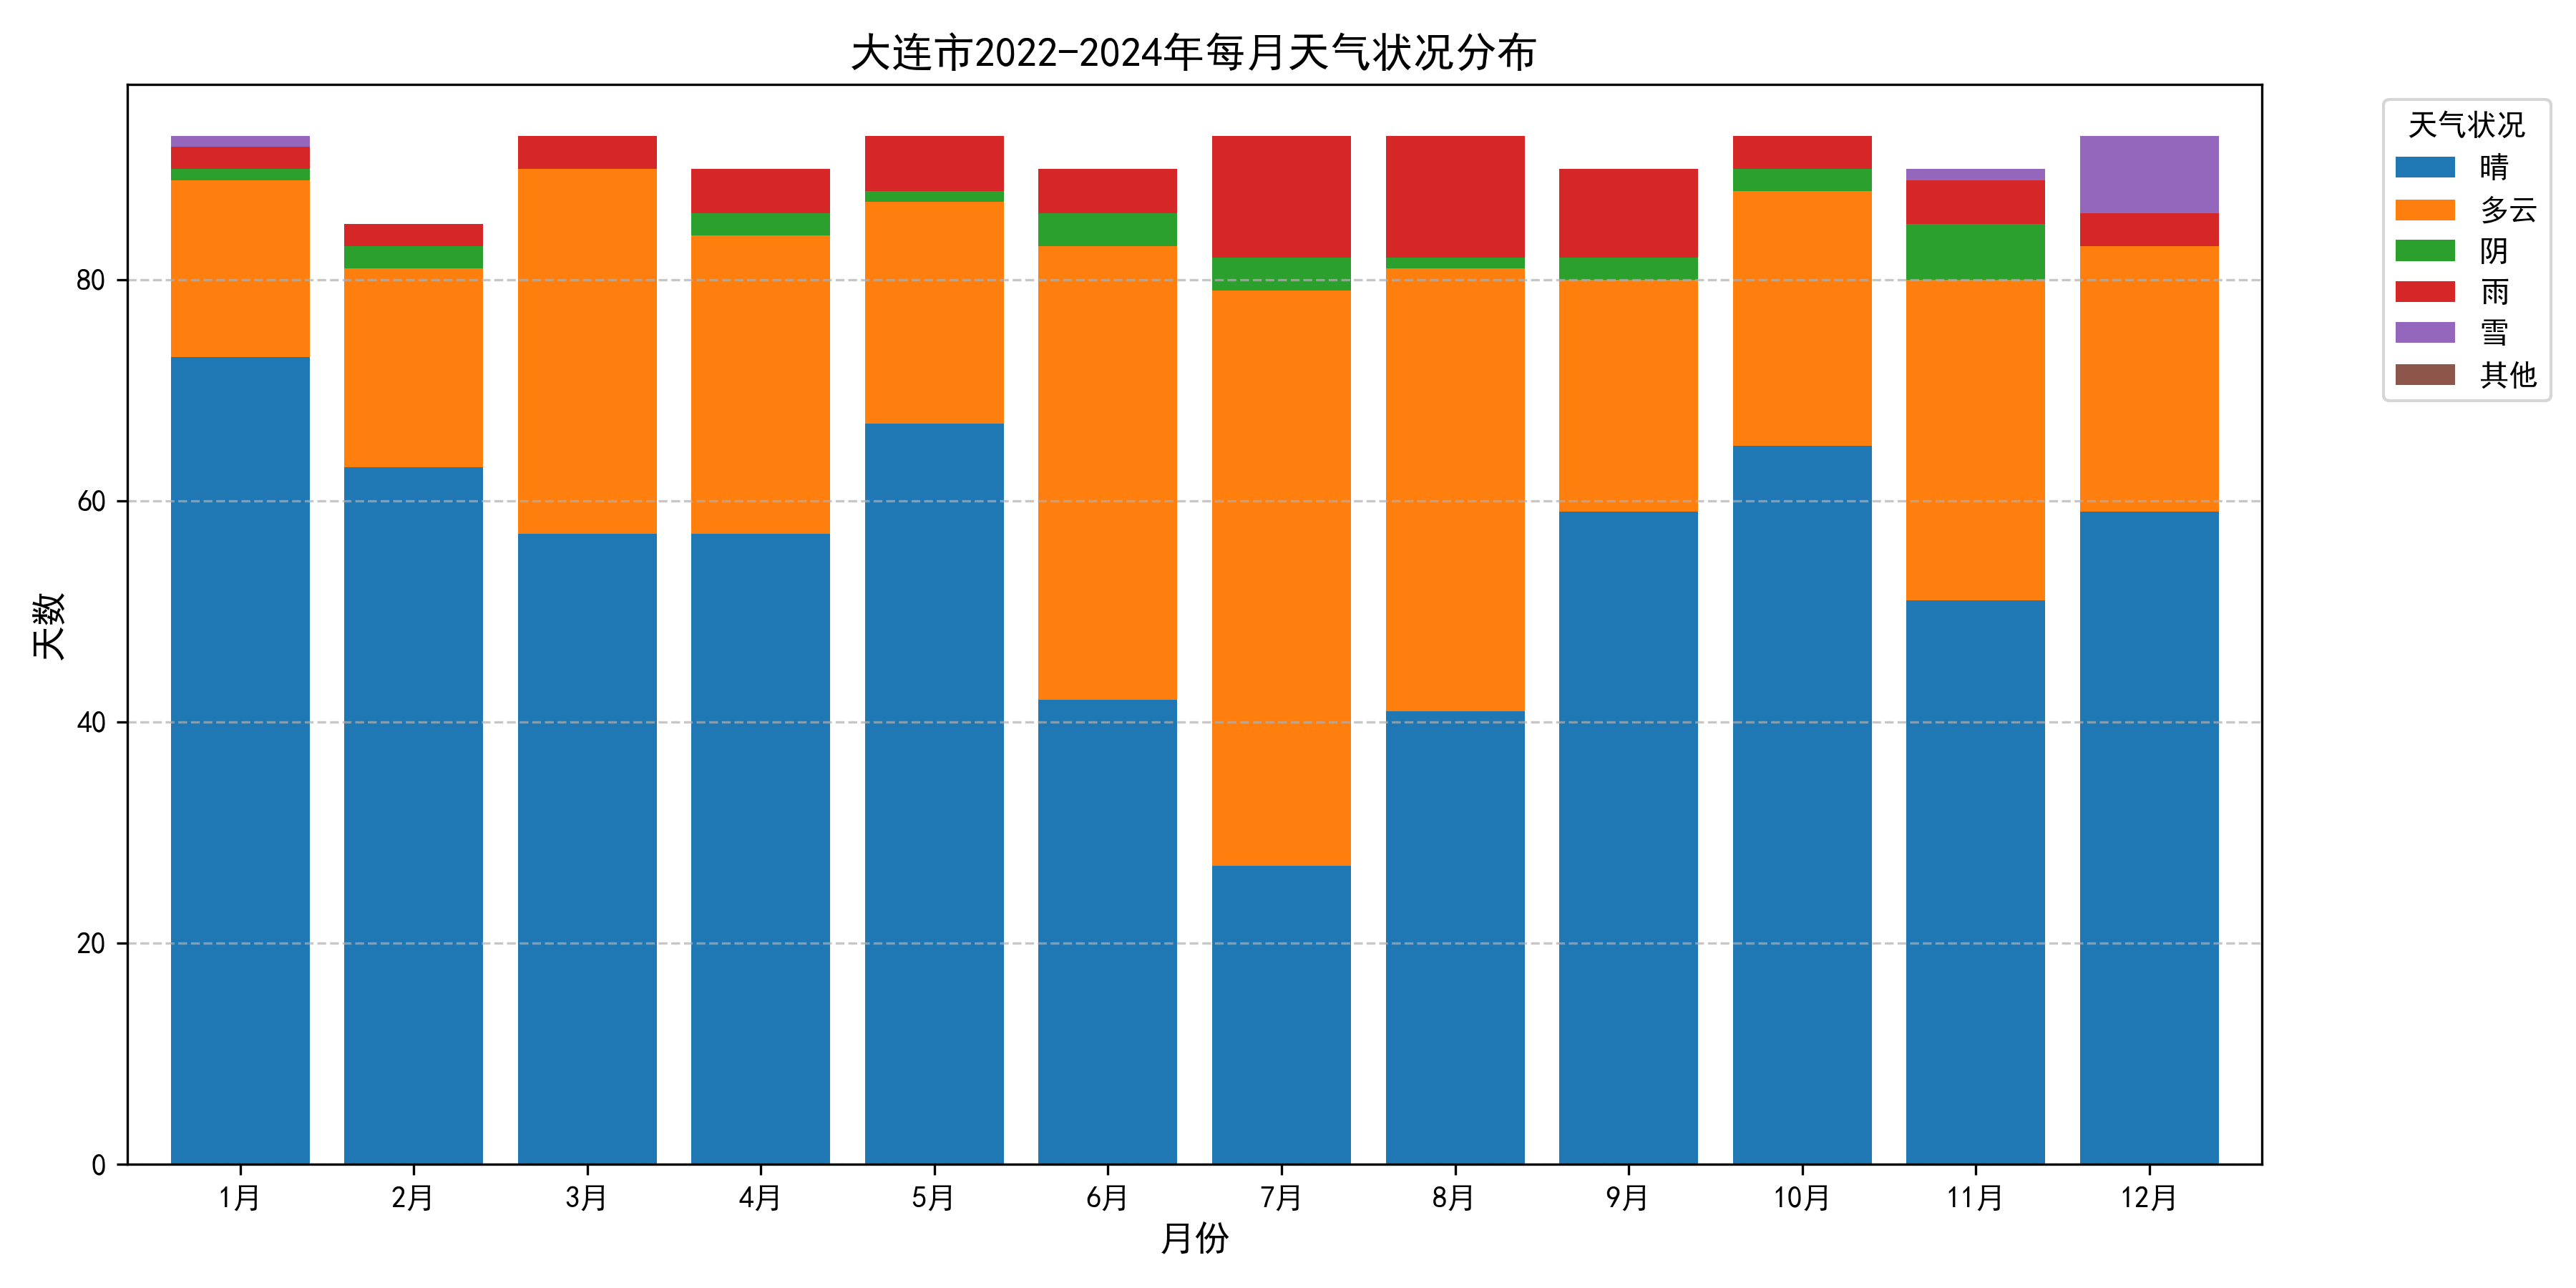 大连市2022-2024年每月天气状况分布
天气状况
晴
多云
阴
雨
雪
其他
天数
80
60
40
20
0
1月 2月 3月 4月 5月 6月 7月 8月 9月 10月 11月 12月
月份